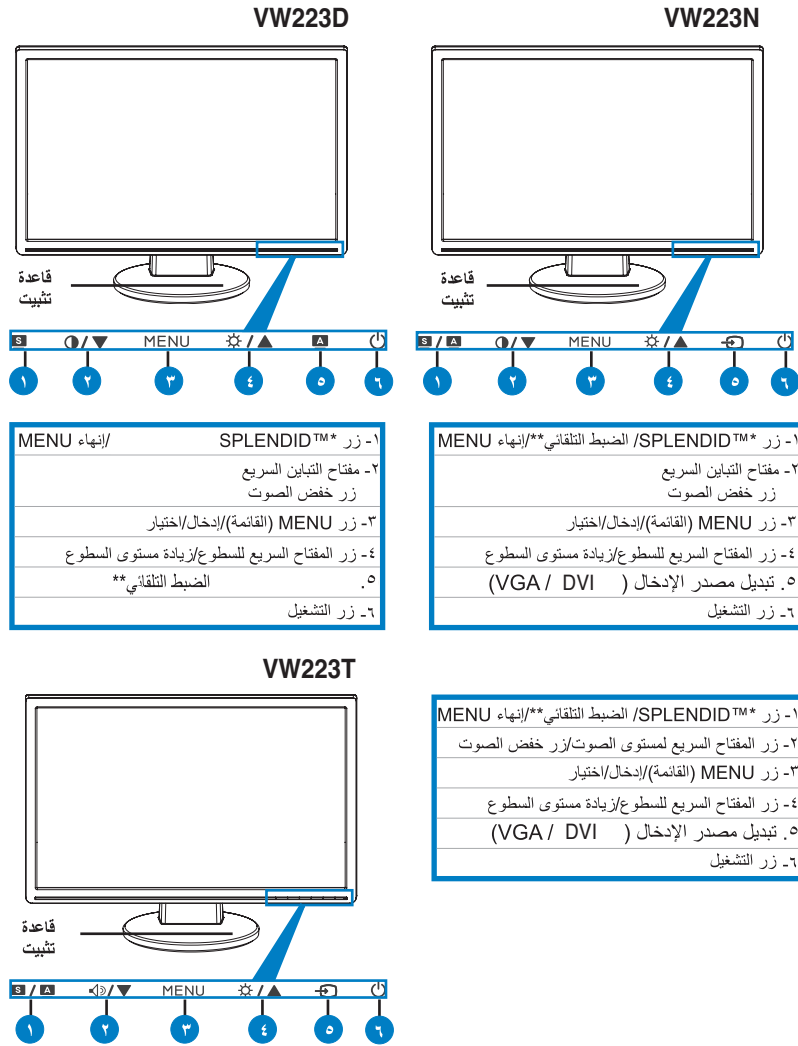 VW223D
VW223N
قاعدة
تثبيت
قاعدة
تثبيت
S ◐/▼ MENU ☼/▲ A ⏻
١ ٢ ٣ ٤ ٥ ٦
S / A ◐/▼ MENU ☼/▲ ⏻
١ ٢ ٣ ٤ ٥ ٦
١- زر *SPLENDID™ /إنهاء MENU
٢- مفتاح التباين السريع
زر خفض الصوت
٣- زر MENU (القائمة)/إدخال/اختيار
٤- زر المفتاح السريع للسطوع/زيادة مستوى السطوع
٥. الضبط التلقائي**
٦- زر التشغيل
١- زر *SPLENDID™/ الضبط التلقائي**/إنهاء MENU
٢- مفتاح التباين السريع
زر خفض الصوت
٣- زر MENU (القائمة)/إدخال/اختيار
٤- زر المفتاح السريع للسطوع/زيادة مستوى السطوع
٥. تبديل مصدر الإدخال ( VGA / DVI)
٦- زر التشغيل
VW223T
قاعدة
تثبيت
S / A /▼ MENU ☼/▲ ⏻
١ ٢ ٣ ٤ ٥ ٦
١- زر *SPLENDID™/ الضبط التلقائي**/إنهاء MENU
٢- زر المفتاح السريع لمستوى الصوت/زر خفض الصوت
٣- زر MENU (القائمة)/إدخال/اختيار
٤- زر المفتاح السريع للسطوع/زيادة مستوى السطوع
٥. تبديل مصدر الإدخال ( VGA / DVI)
٦- زر التشغيل